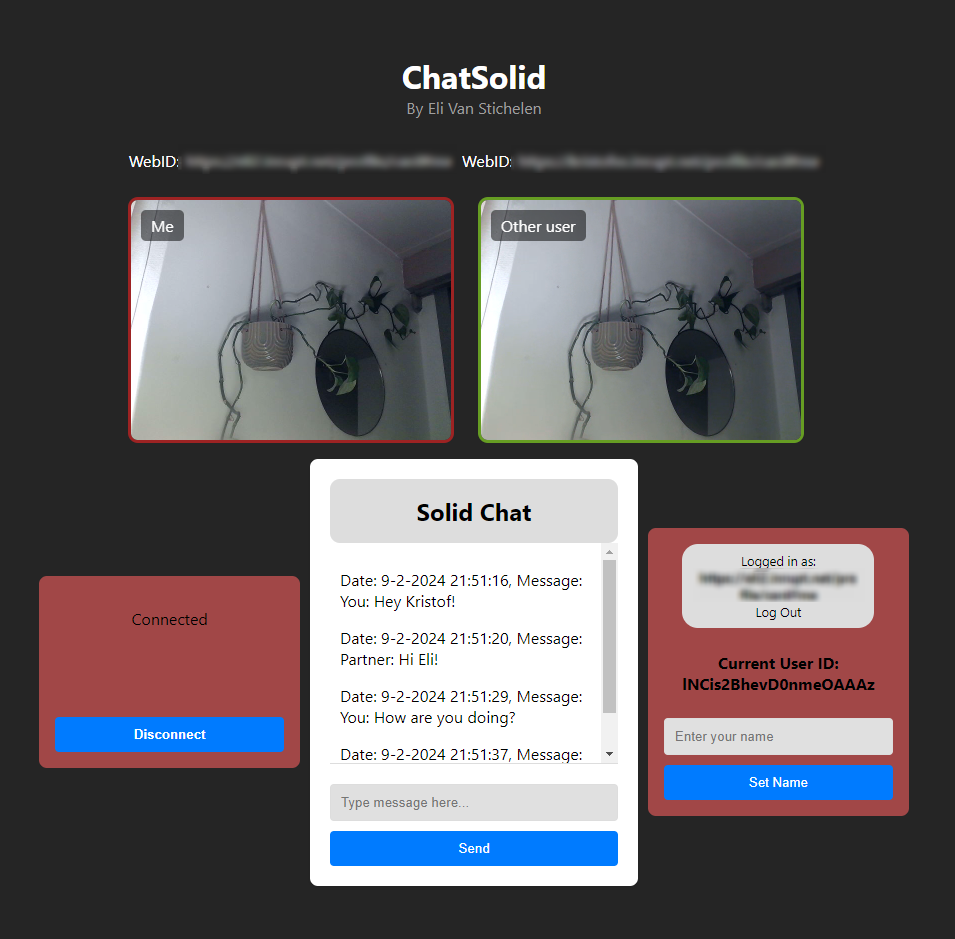 ChatSolid
By Eli Van Stichelen
WebID: WebID:
Me
Other user
Solid Chat
Date: 9-2-2024 21:51:16, Message:
You: Hey Kristof!
Date: 9-2-2024 21:51:20, Message:
Partner: Hi Eli!
Date: 9-2-2024 21:51:29, Message:
You: How are you doing?
Date: 9-2-2024 21:51:37, Message:
Type message here...
Send
Connected
Disconnect
Logged in as:
Log Out
Current User ID:
lNCis2BhevD0nmeOAAAz
Enter your name
Set Name